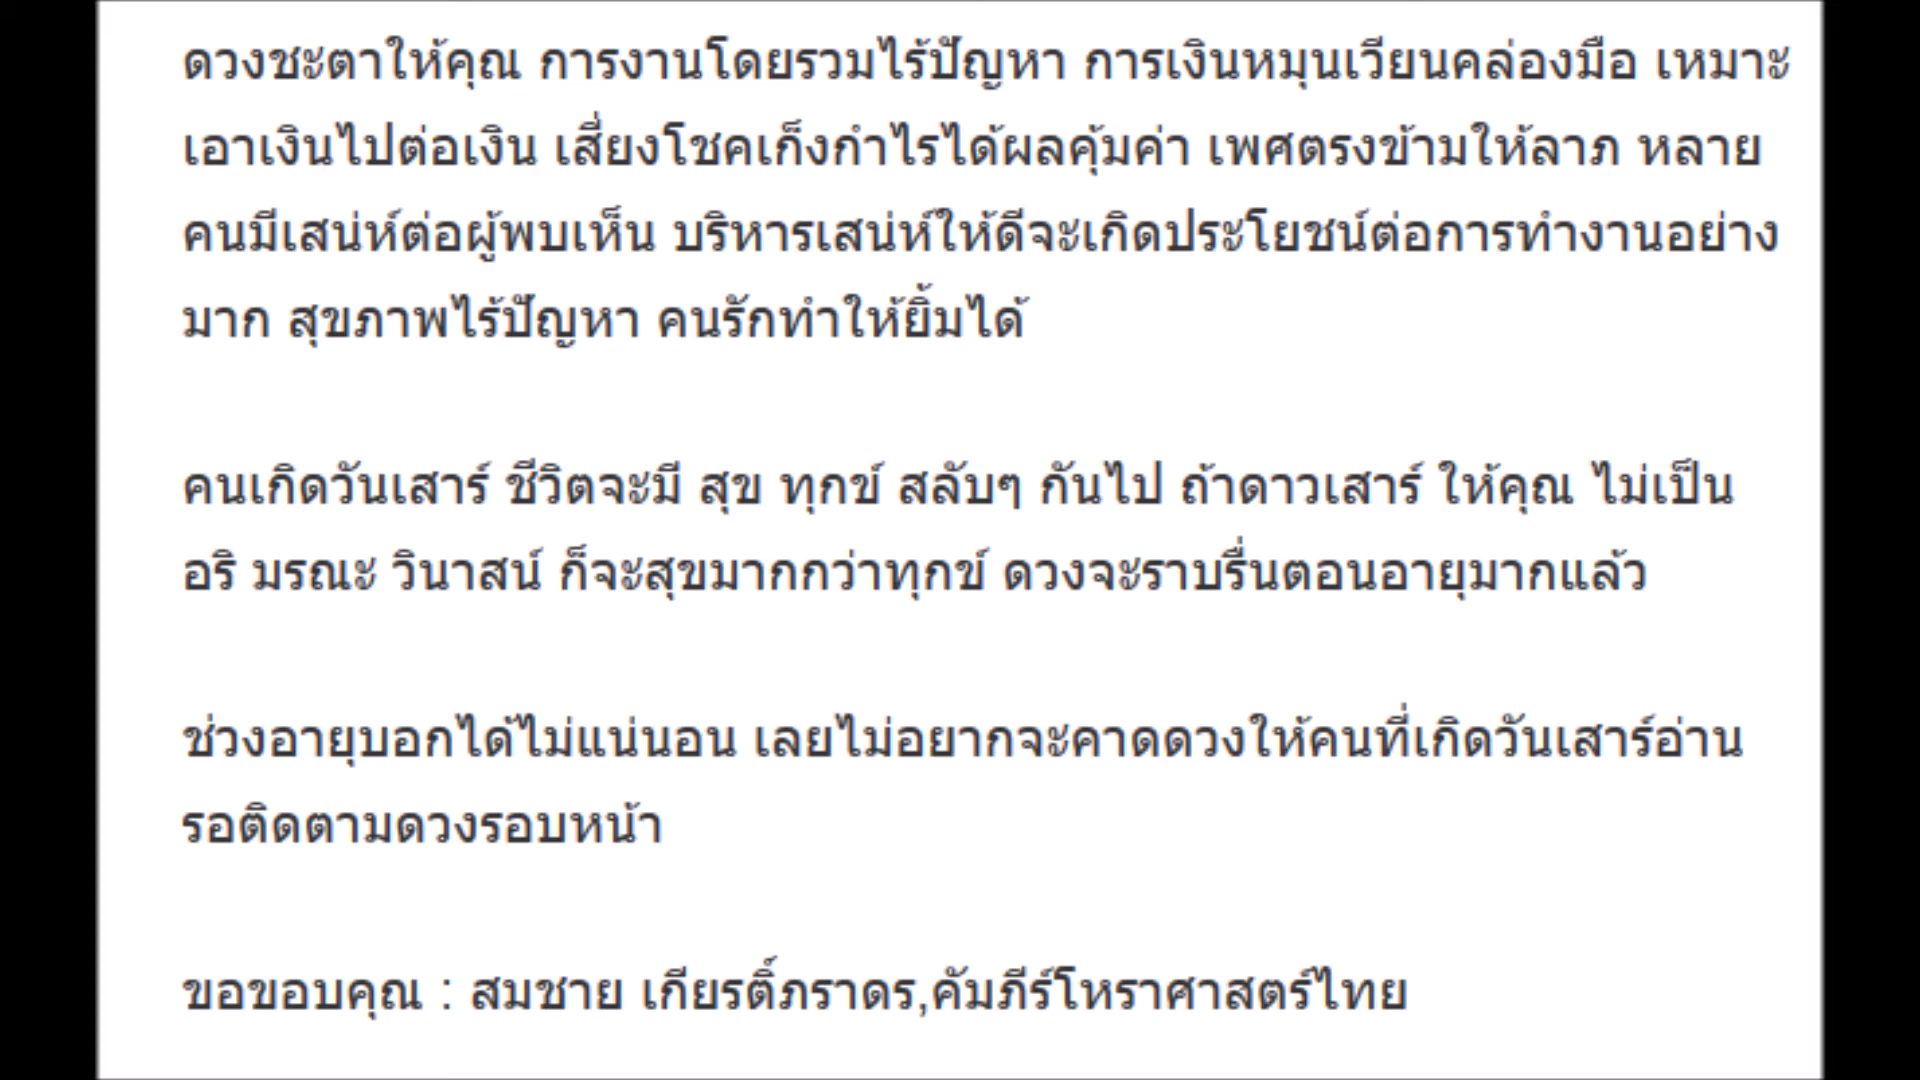 ดวงชะตาให้คุณ การงานโดยรวมไร้ปัญหา การเงินหมุนเวียนคล่องมือ เหมาะ
เอาเงินไปต่อเงิน เสี่ยงโชคเก็งกำไรได้ผลคุ้มค่า เพศตรงข้ามให้ลาภ หลาย
คนมีเสน่ห์ต่อผู้พบเห็น บริหารเสน่ห์ให้ดีจะเกิดประโยชน์ต่อการทำงานอย่าง
มาก สุขภาพไร้ปัญหา คนรักทำให้ยิ้มได้
คนเกิดวันเสาร์ ชีวิตจะมี สุข ทุกข์ สลับๆ กันไป ถ้าดาวเสาร์ ให้คุณ ไม่เป็น
อริ มรณะ วินาสน์ ก็จะสุขมากกว่าทุกข์ ดวงจะราบรื่นตอนอายุมากแล้ว
ช่วงอายุบอกได้ไม่แน่นอน เลยไม่อยากจะคาดดวงให้คนที่เกิดวันเสาร์อ่าน
รอติดตามดวงรอบหน้า
ขอขอบคุณ : สมชาย เกียรติ์ภราดร,คัมภีร์โหราศาสตร์ไทย